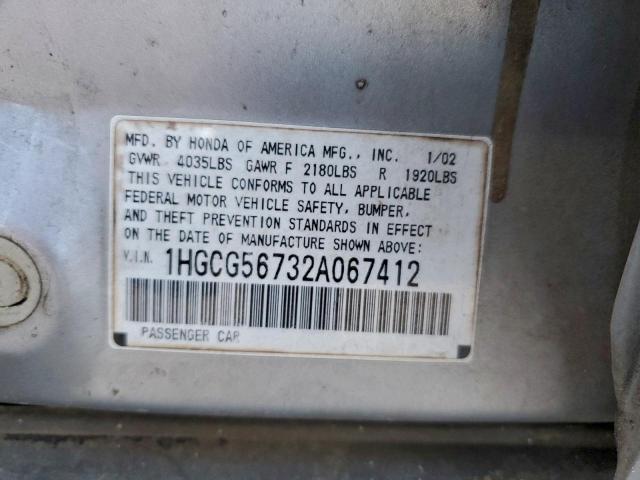 MFD. BY HONDA OF AMERICA MFG., INC. 1/02
GVWR 4035LBS GAWR F 2180LBS R 1920LBS
THIS VEHICLE CONFORMS TO ALL APPLICABLE
FEDERAL MOTOR VEHICLE SAFETY, BUMPER,
AND THEFT PREVENTION STANDARDS IN EFFECT
ON THE DATE OF MANUFACTURE SHOWN ABOVE:
V.I.N. 1HGCG56732A067412
PASSENGER CAR